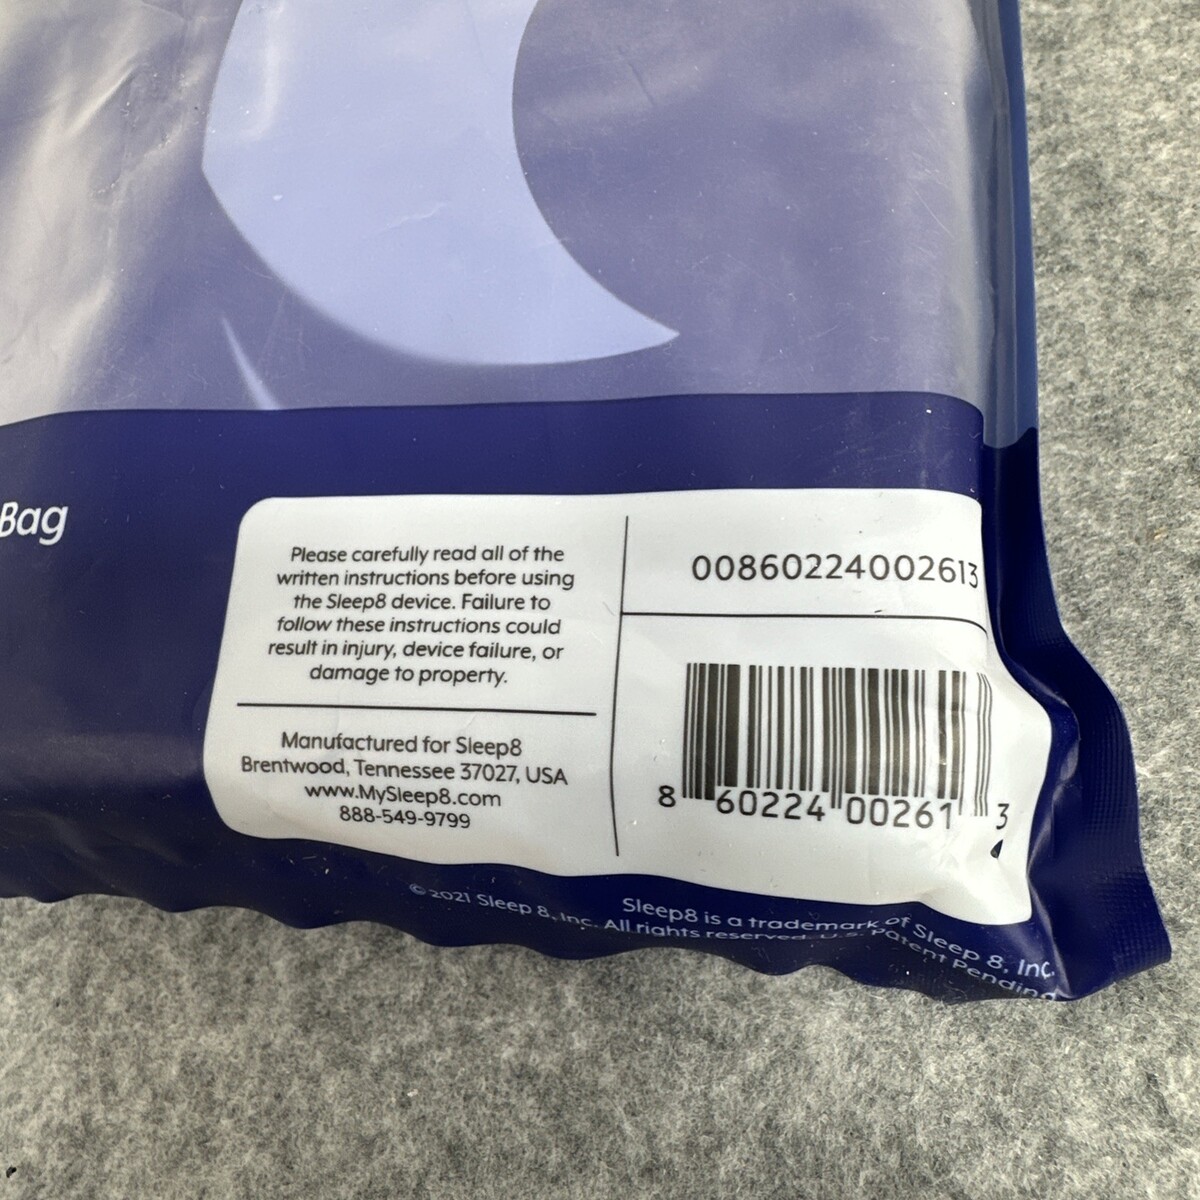 Bag
Please carefully read all of the
written instructions before using
the Sleep8 device. Failure to
follow these instructions could
result in injury, device failure, or
damage to property.
Manufactured for Sleep8
Brentwood, Tennessee 37027, USA
www.MySleep8.com
888-549-9799
00860224002613
8 60224 00261 3
Sleep8 is a trademark of Sleep 8, Inc.
©2021 Sleep 8, Inc. All rights reserved. U.S. Patent Pending